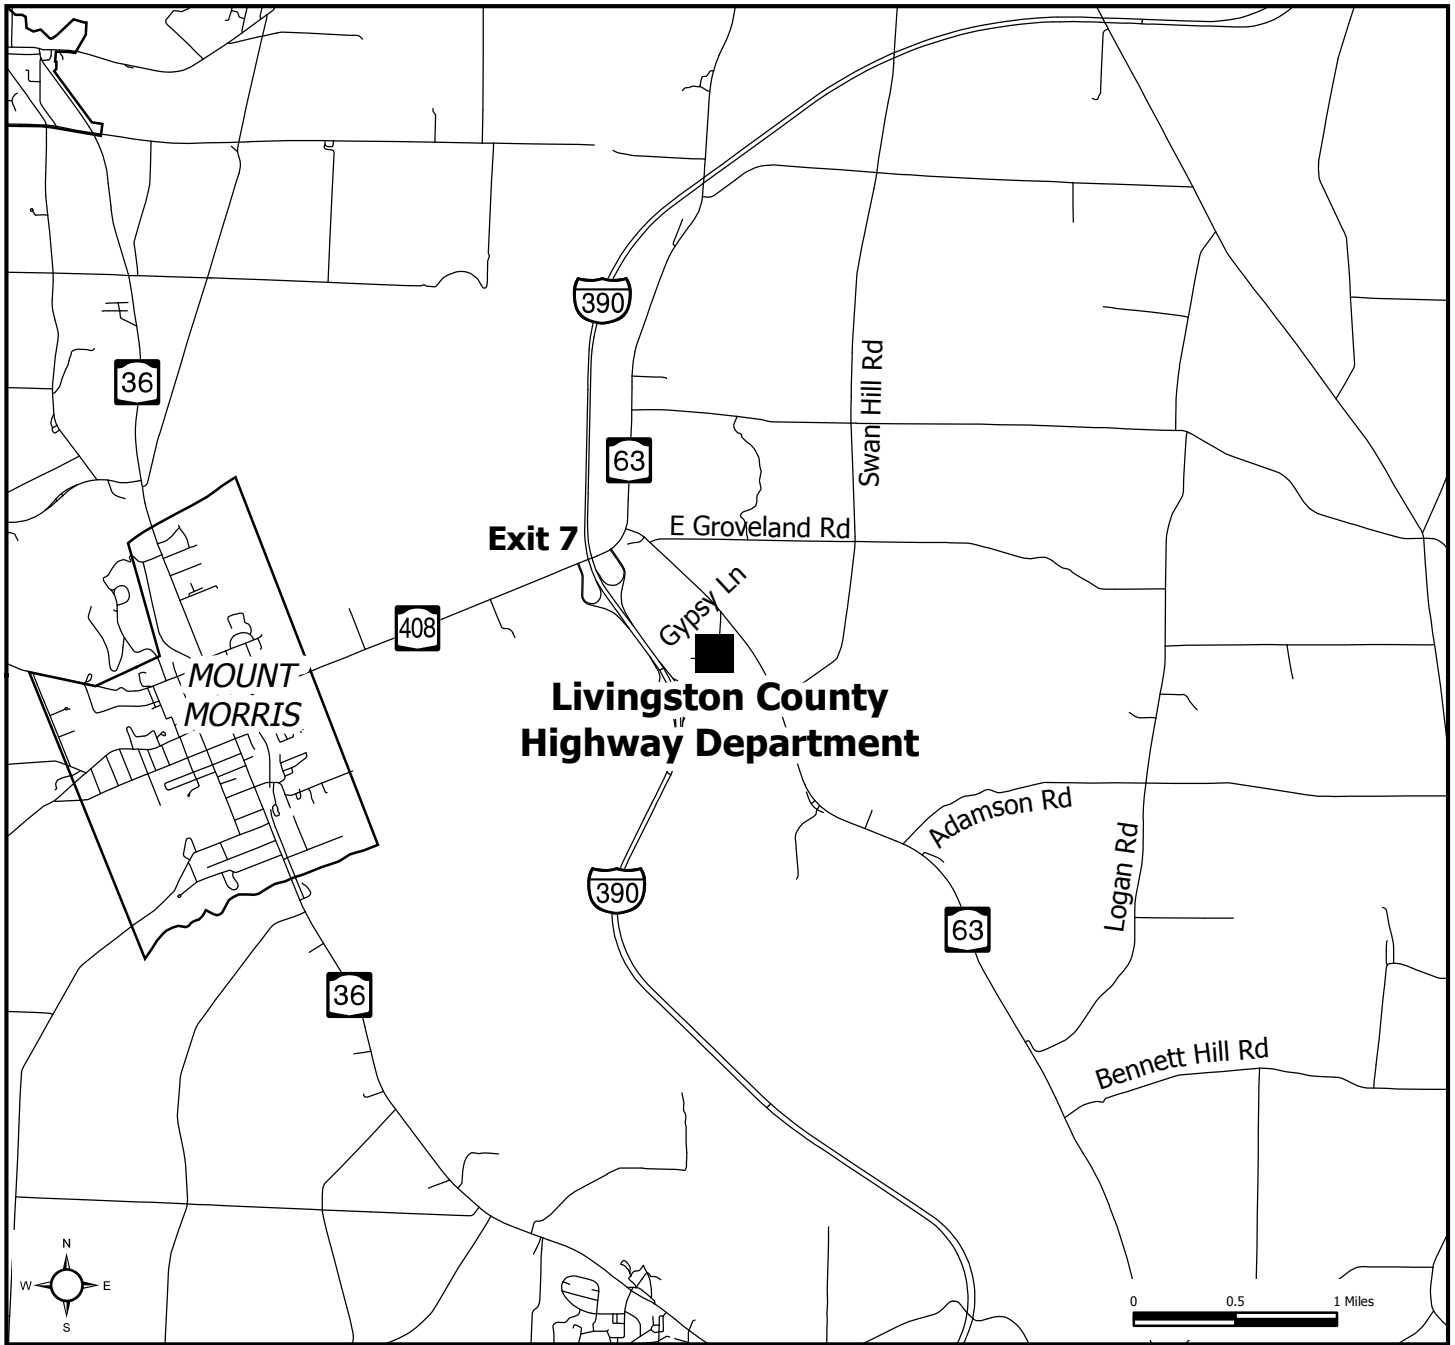 390
36
Swan Hill Rd
63
Exit 7
E Groveland Rd
Gypsy Ln
408
MOUNT
MORRIS
Livingston County
Highway Department
Adamson Rd
Logan Rd
390
63
36
Bennett Hill Rd
N
W E
S
0 0.5 1 Miles